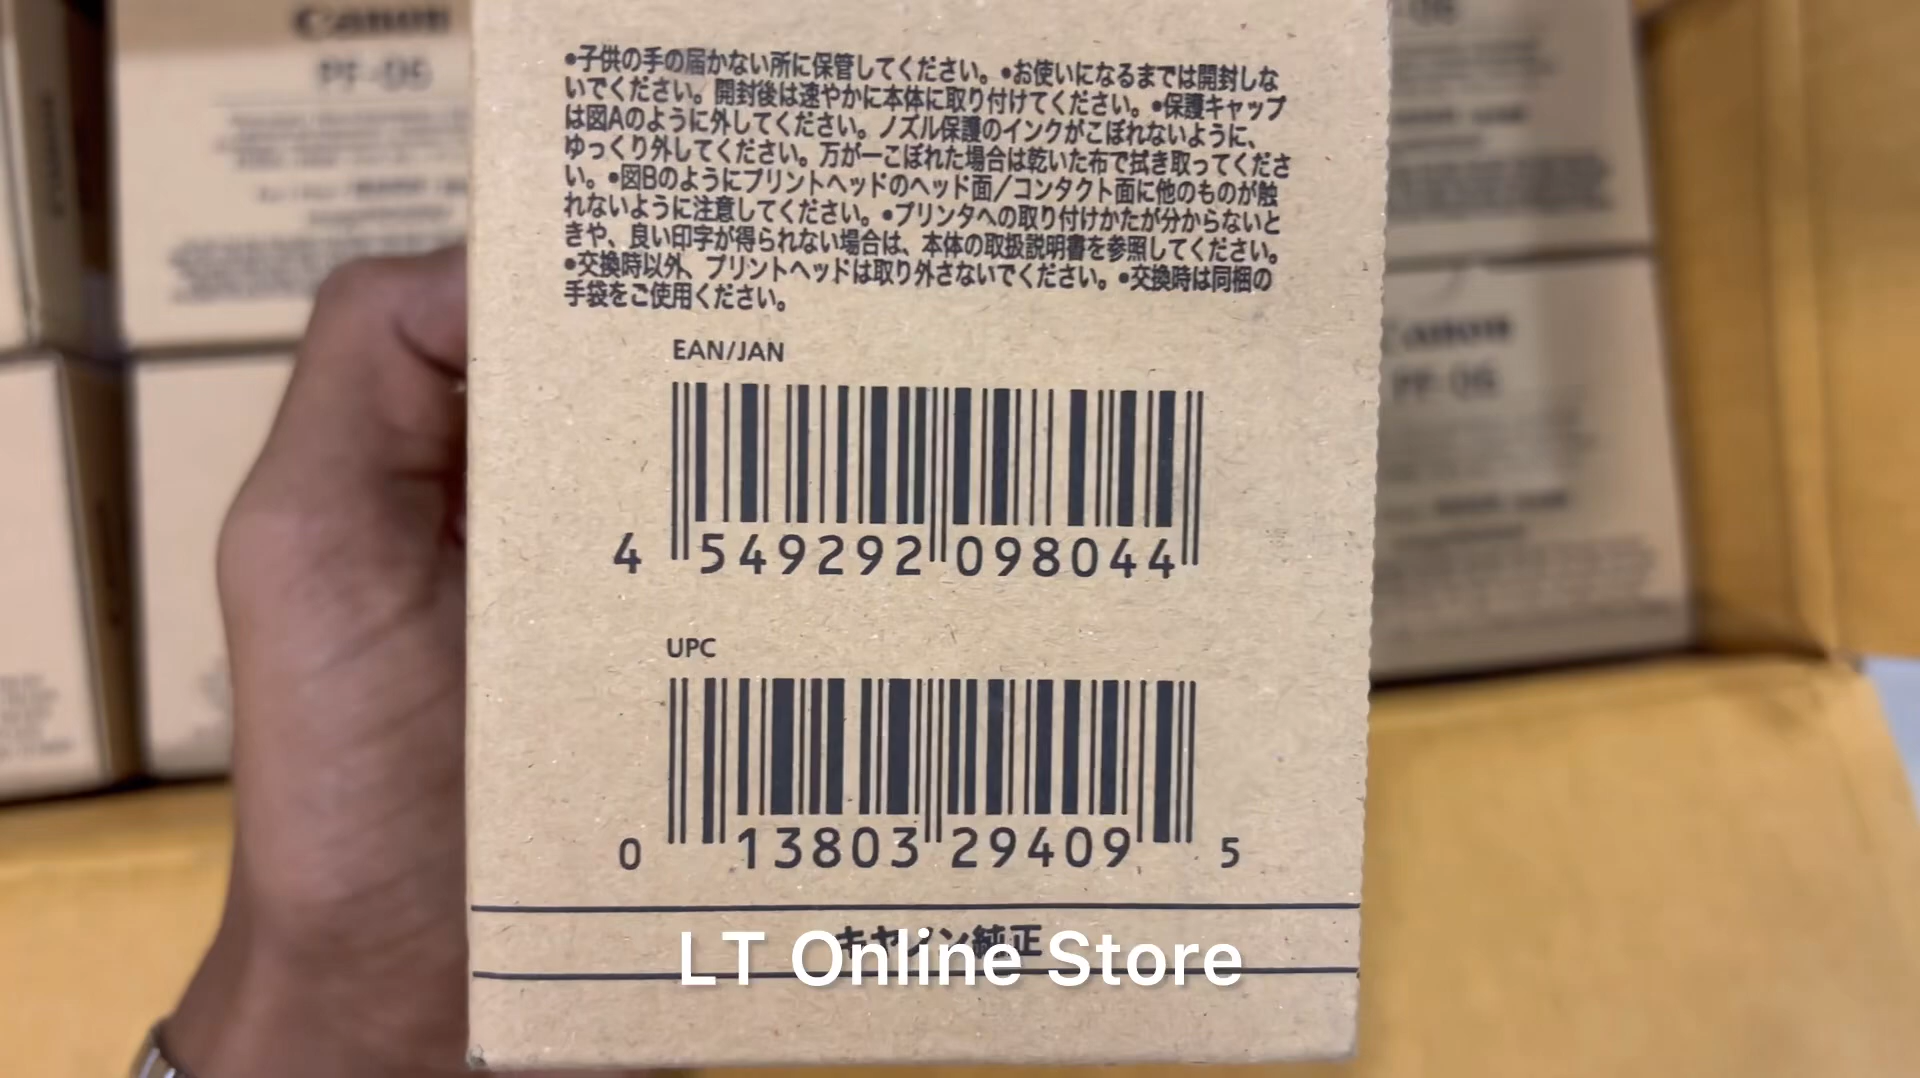 Canon
PF-06
-06
•子供の手の届かない所に保管してください。•お使いになるまでは開封しな
いでください。開封後は速やかに本体に取り付けてください。•保護キャップ
は図Aのように外してください。ノズル保護のインクがこぼれないように、
ゆっくり外してください。万が一こぼれた場合は乾いた布で拭き取ってくださ
い。•図Bのようにプリントヘッドのヘッド面/コンタクト面に他のものが触
れないように注意してください。•プリンタへの取り付けかたが分からないと
きや、良い印字が得られない場合は、本体の取扱説明書を参照してください。
•交換時以外、プリントヘッドは取り外さないでください。•交換時は同梱の
手袋をご使用ください。
EAN/JAN
4 549292 098044
UPC
0 13803 29409 5
キヤノン純正
LT Online Store
Canon
PF-06